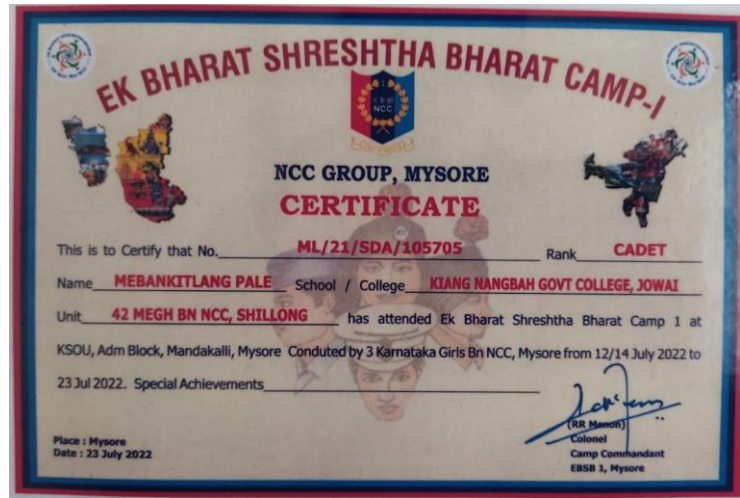 EK BHARAT SHRESHTHA BHARAT CAMP-I
NCC
NCC GROUP, MYSORE
CERTIFICATE
This is to Certify that No. ML/21/SDA/105705 Rank CADET
Name MEBANKITLANG PALE School / College KIANG NANGBAH GOVT COLLEGE, JOWAI
Unit 42 MEGH BN NCC, SHILLONG has attended Ek Bharat Shreshtha Bharat Camp 1 at
KSOU, Adm Block, Mandakalli, Mysore Conduted by 3 Karnataka Girls Bn NCC, Mysore from 12/14 July 2022 to
23 Jul 2022. Special Achievements
(RR Menon)
Colonel
Camp Commandant
EBSB 1, Mysore
Place : Mysore
Date : 23 July 2022